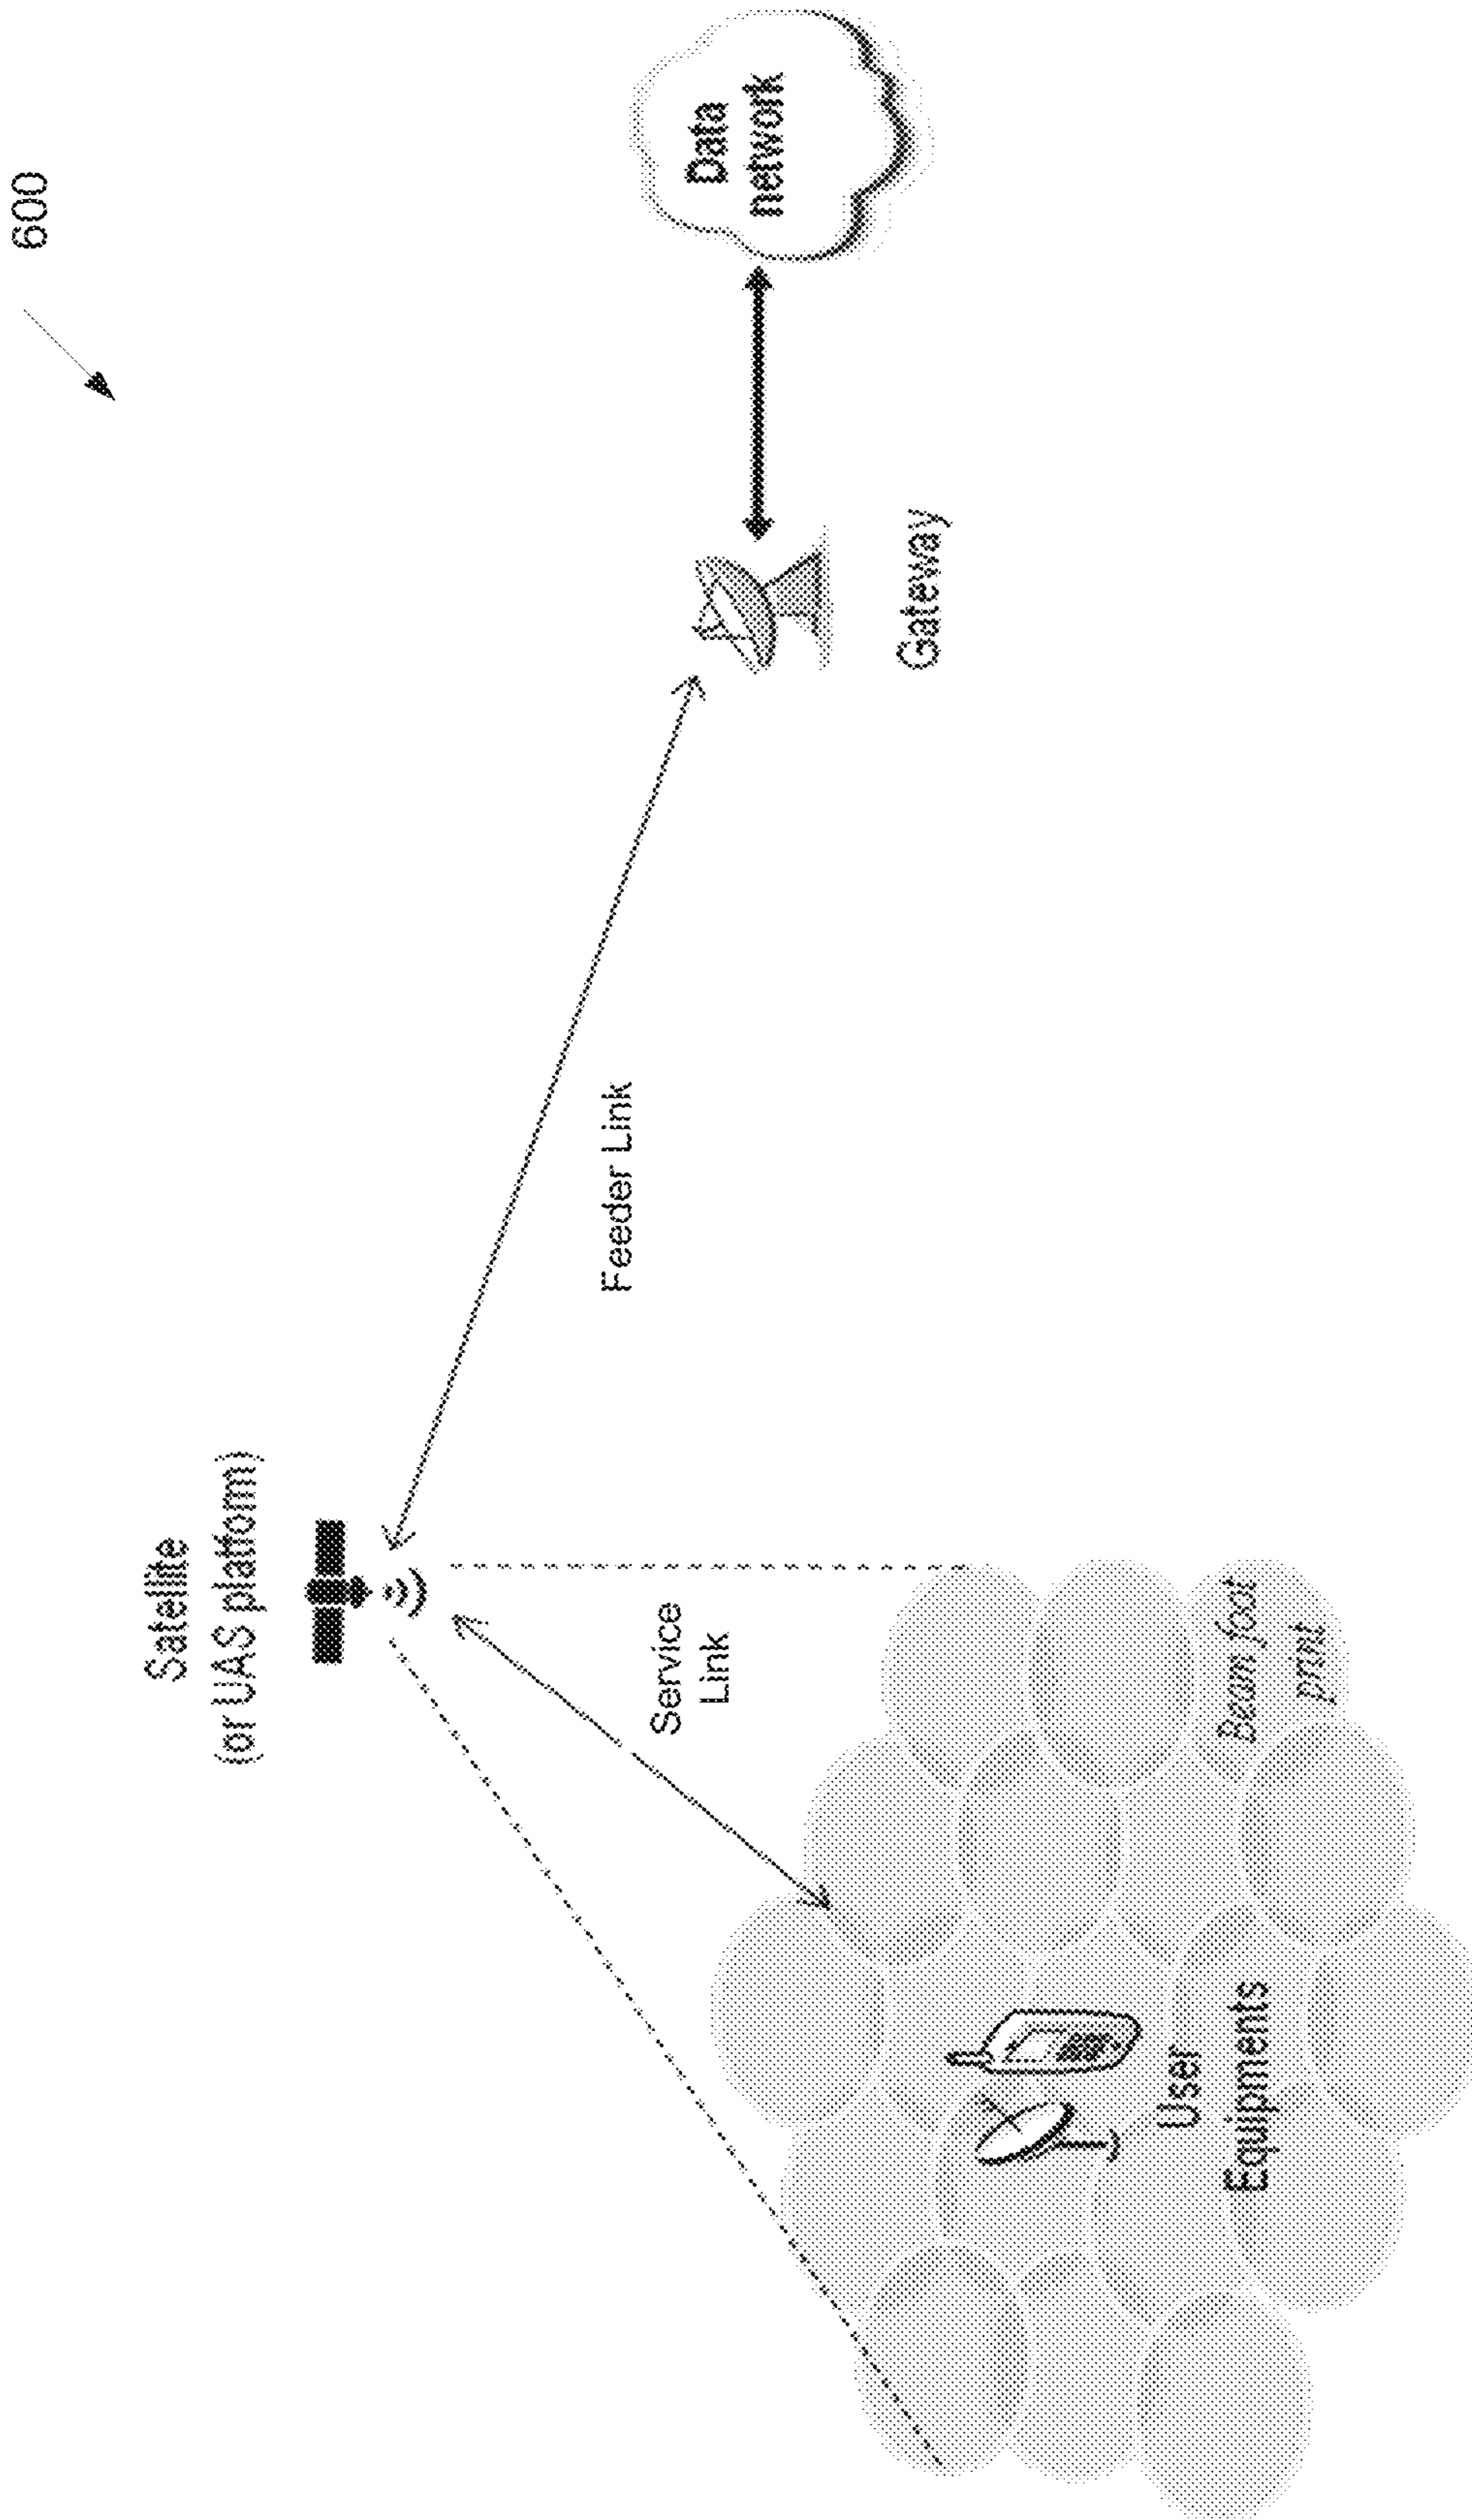 600
Satellite
(or UAS platform)
Feeder Link
Service
Link
Gateway
Data
network
User
Equipments
Beam foot
print